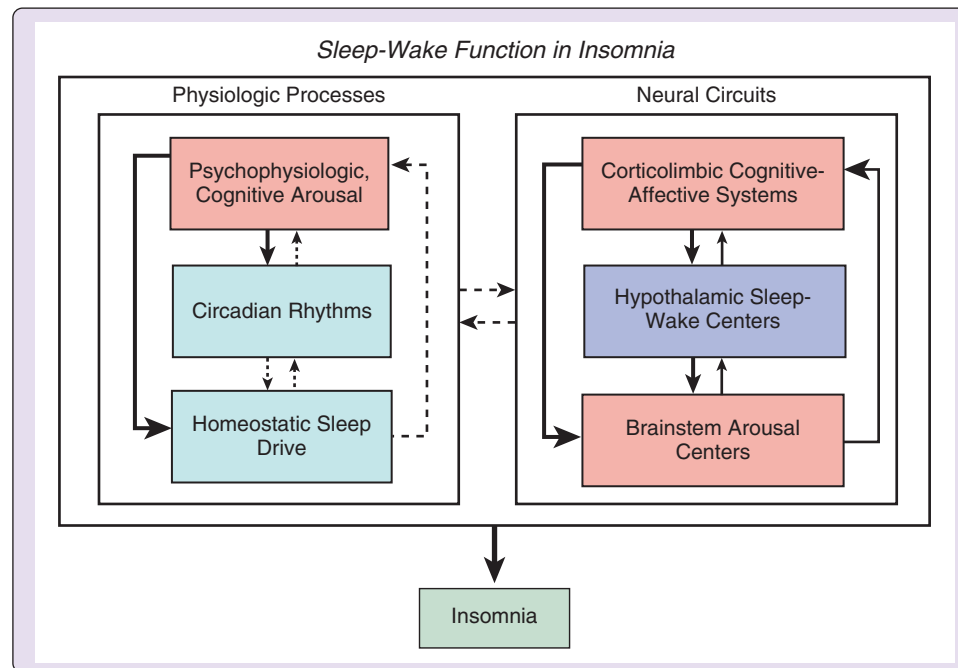 Sleep-Wake Function in Insomnia
Physiologic Processes
Psychophysiologic,
Cognitive Arousal
Circadian Rhythms
Homeostatic Sleep
Drive
Neural Circuits
Corticolimbic Cognitive-
Affective Systems
Hypothalamic Sleep-
Wake Centers
Brainstem Arousal
Centers
Insomnia